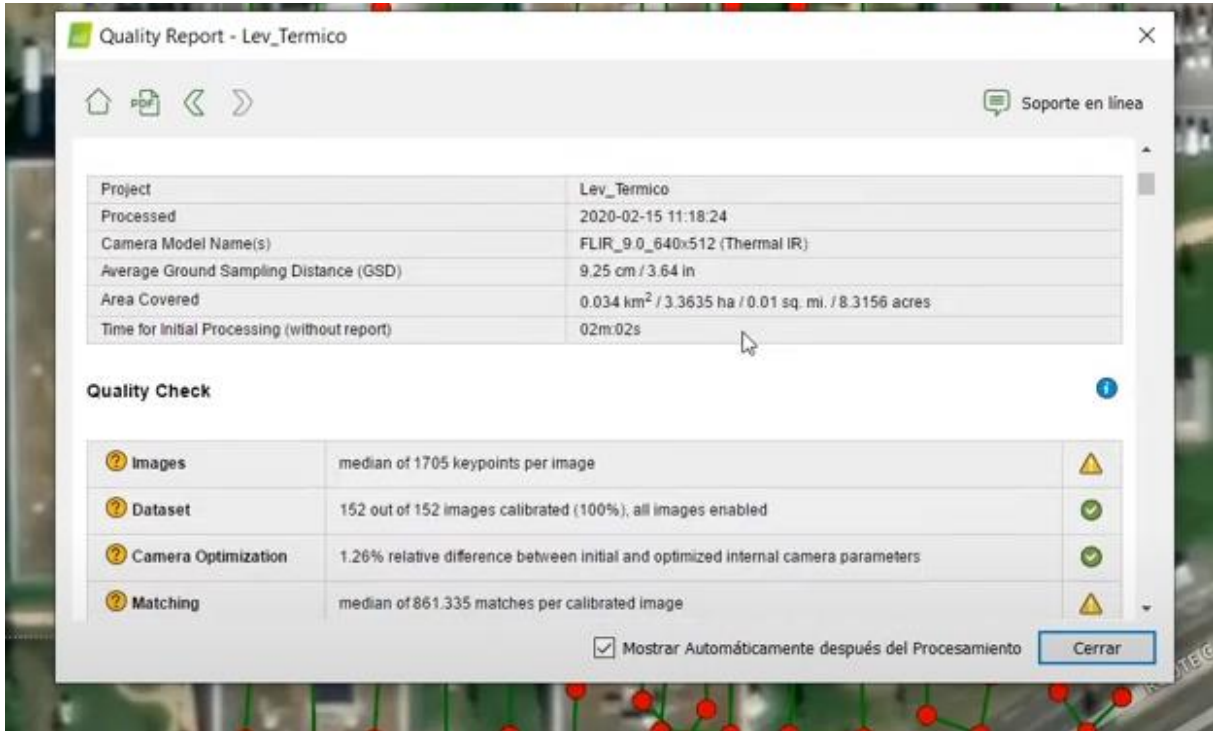 Quality Report - Lev_Termico
PDF
Soporte en línea
Project Lev_Termico
Processed 2020-02-15 11:18:24
Camera Model Name(s) FLIR_9.0_640x512 (Thermal IR)
Average Ground Sampling Distance (GSD) 9.25 cm / 3.64 in
Area Covered 0.034 km² / 3.3635 ha / 0.01 sq. mi. / 8.3156 acres
Time for Initial Processing (without report) 02m:02s
Quality Check
Images median of 1705 keypoints per image
Dataset 152 out of 152 images calibrated (100%), all images enabled
Camera Optimization 1.26% relative difference between initial and optimized internal camera parameters
Matching median of 861.335 matches per calibrated image
Mostrar Automáticamente después del Procesamiento Cerrar